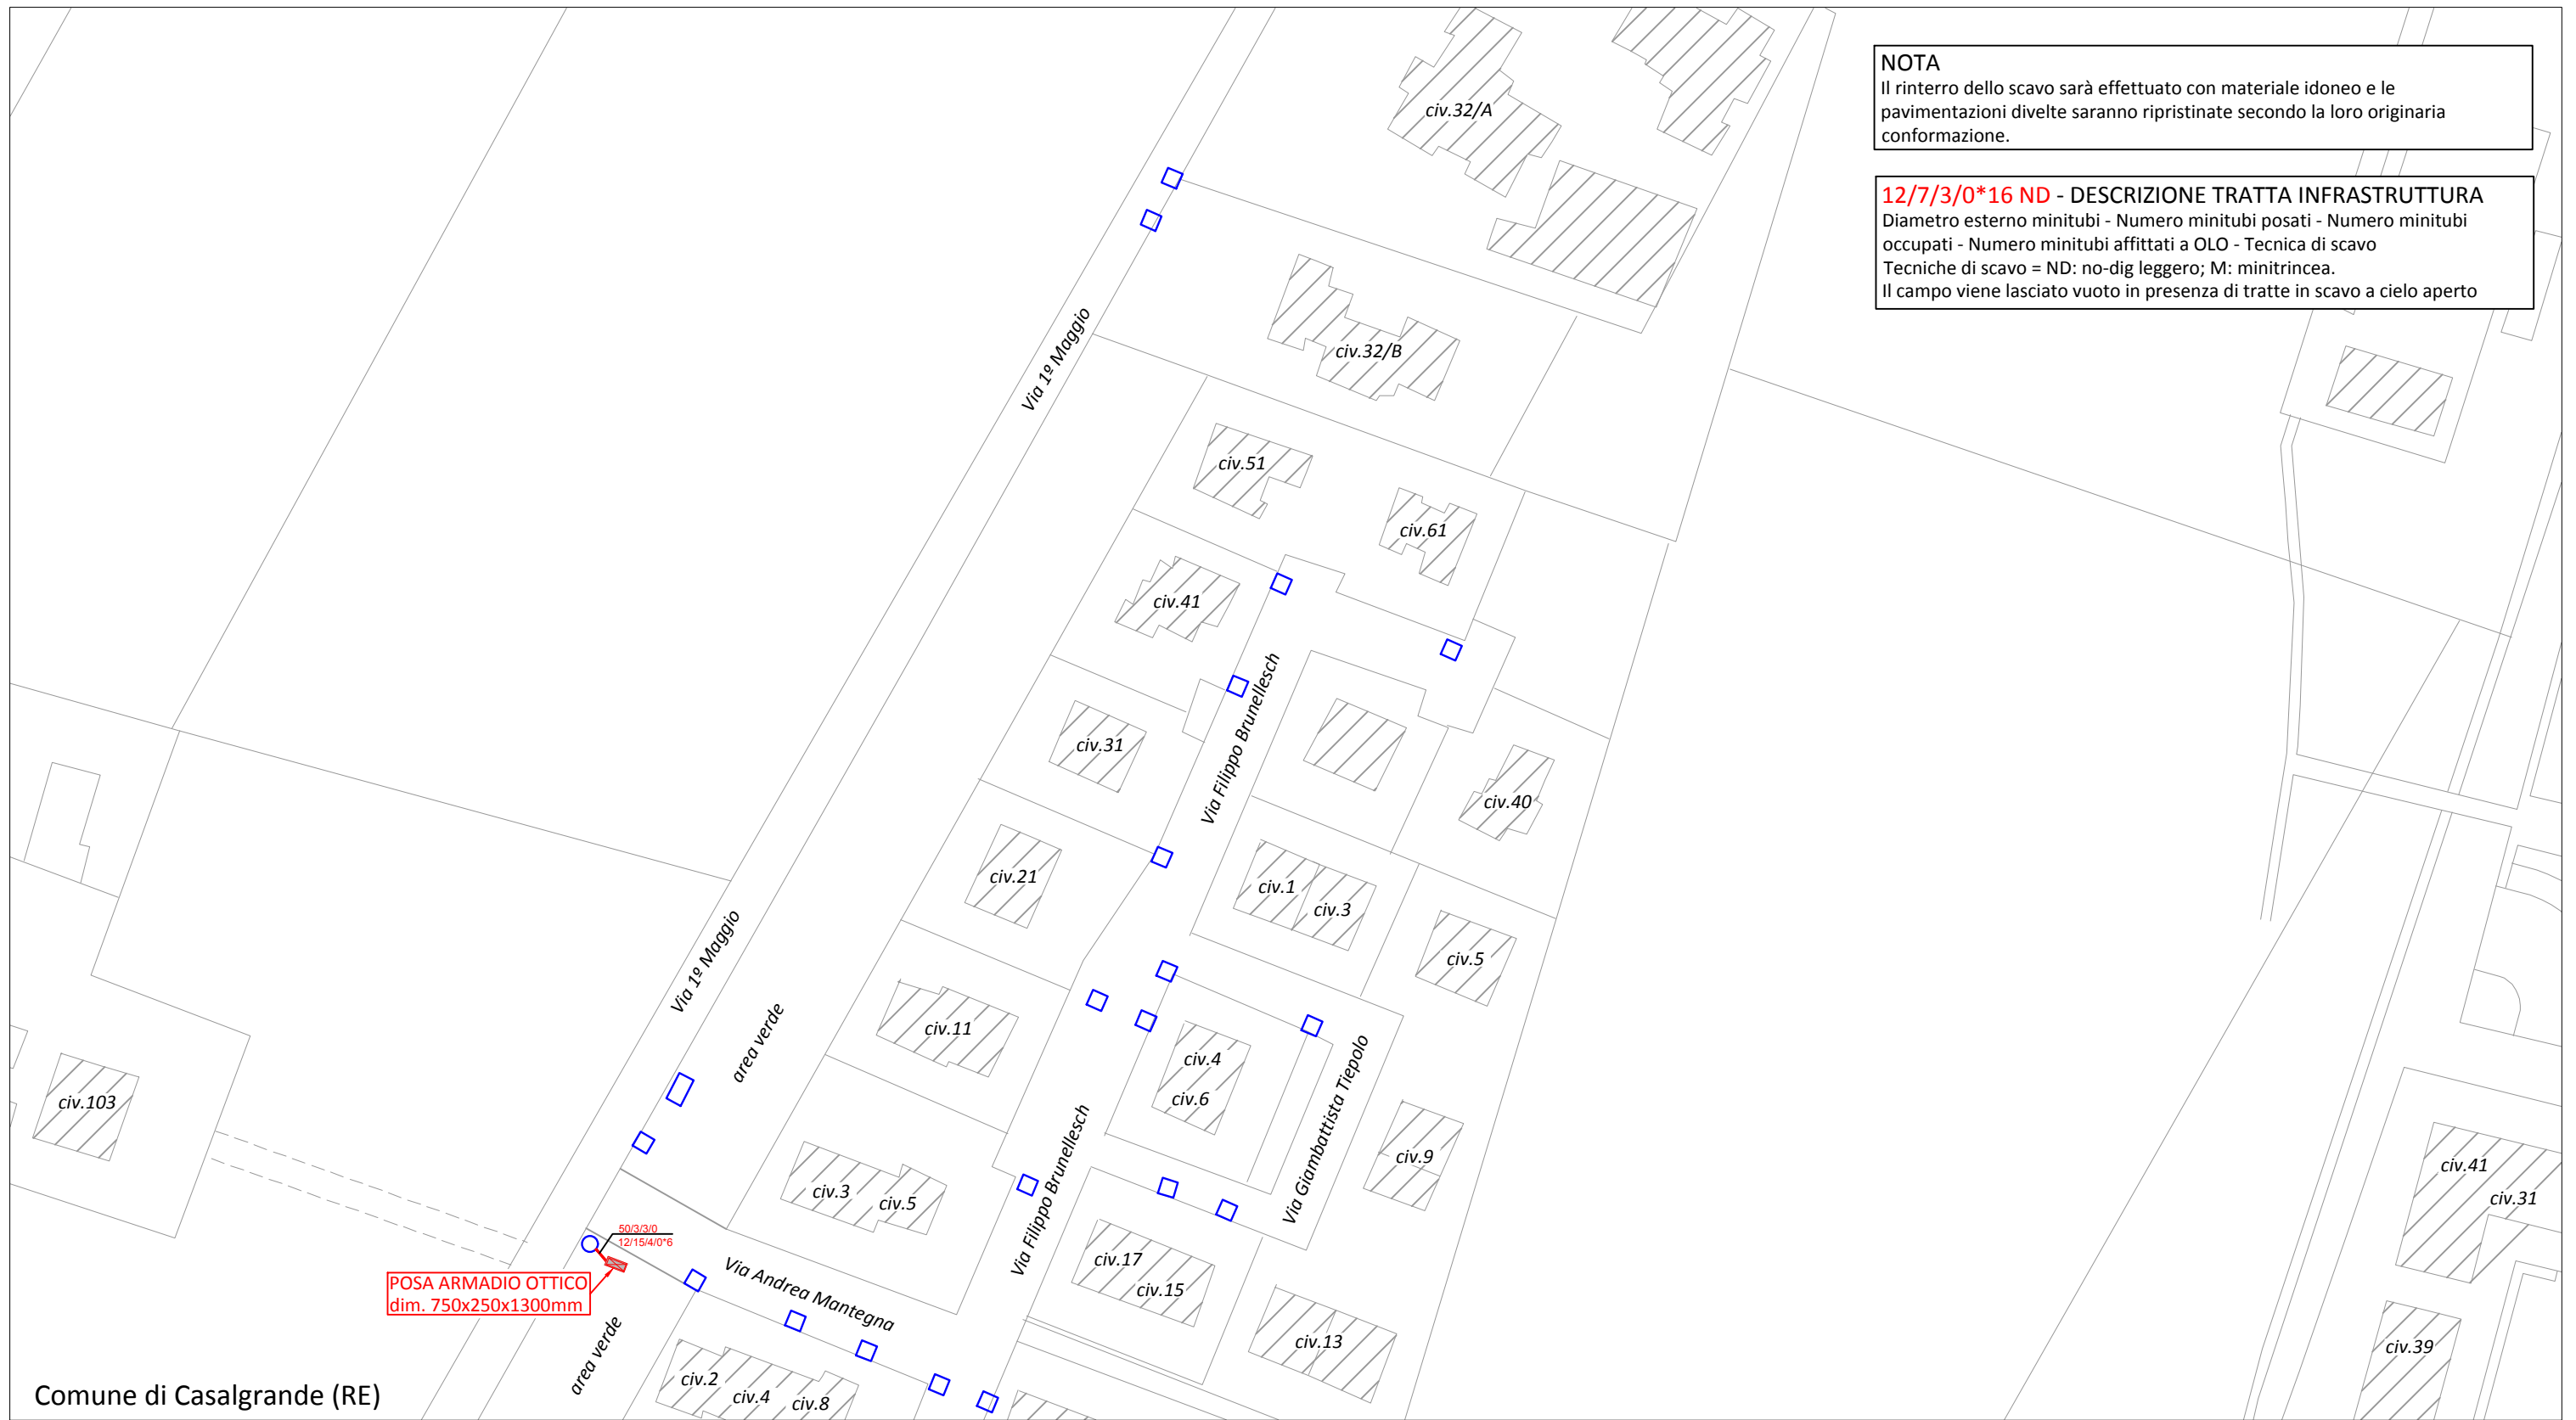 NOTA
Il rinterro dello scavo sarà effettuato con materiale idoneo e le
pavimentazioni divelte saranno ripristinate secondo la loro originaria
conformazione.
12/7/3/0*16 ND - DESCRIZIONE TRATTA INFRASTRUTTURA
Diametro esterno minitubi - Numero minitubi posati - Numero minitubi
occupati - Numero minitubi affittati a OLO - Tecnica di scavo
Tecniche di scavo = ND: no-dig leggero; M: minitrincea.
Il campo viene lasciato vuoto in presenza di tratte in scavo a cielo aperto
civ.32/A
civ.32/B
Via 1º Maggio
civ.51
civ.61
civ.41
Via Filippo Brunellesch
civ.31
civ.40
civ.21
civ.1
civ.3
civ.5
Via 1º Maggio
area verde
civ.11
civ.4
civ.6
Via Giambattista Tiepolo
civ.103
civ.9
civ.41
civ.31
civ.3
civ.5
Via Filippo Brunellesch
50/3/3/0
12/15/4/0*6
POSA ARMADIO OTTICO
dim. 750x250x1300mm
Via Andrea Mantegna
civ.17
civ.15
civ.13
civ.39
area verde
civ.2
civ.4
civ.8
Comune di Casalgrande (RE)